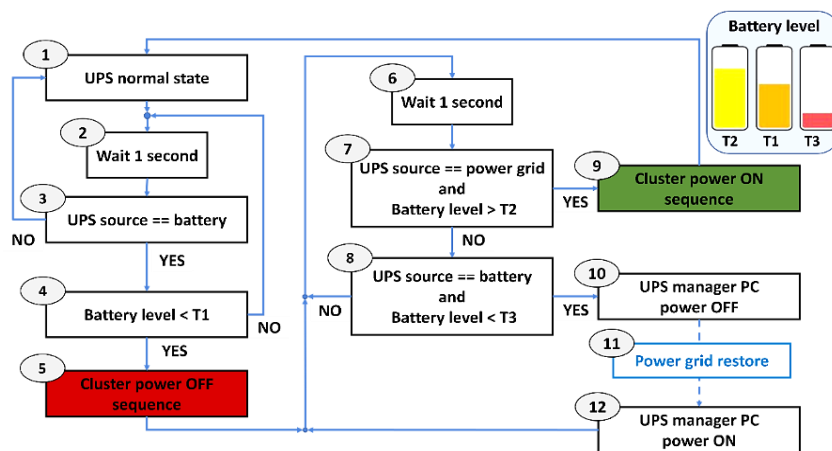 Battery level
T2 T1 T3
1
UPS normal state
2
Wait 1 second
3
UPS source == battery
NO
YES
4
Battery level < T1
NO
YES
5
Cluster power OFF
sequence
6
Wait 1 second
7
UPS source == power grid
and
Battery level > T2
YES
NO
8
UPS source == battery
and
Battery level < T3
NO
YES
9
Cluster power ON
sequence
10
UPS manager PC
power OFF
11
Power grid restore
12
UPS manager PC
power ON